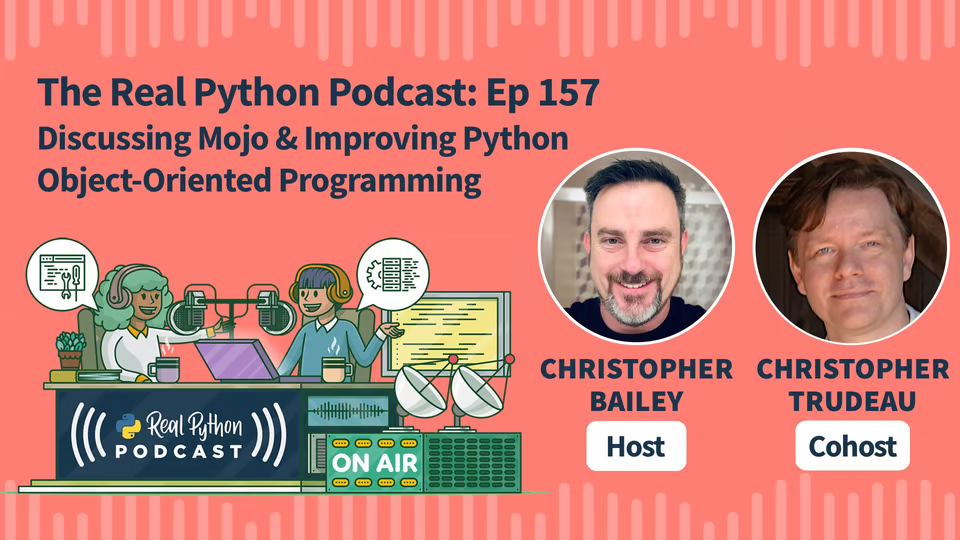 The Real Python Podcast: Ep 157
Discussing Mojo & Improving Python
Object-Oriented Programming
CHRISTOPHER
BAILEY
Host
CHRISTOPHER
TRUDEAU
Cohost
Real Python
PODCAST
ON AIR